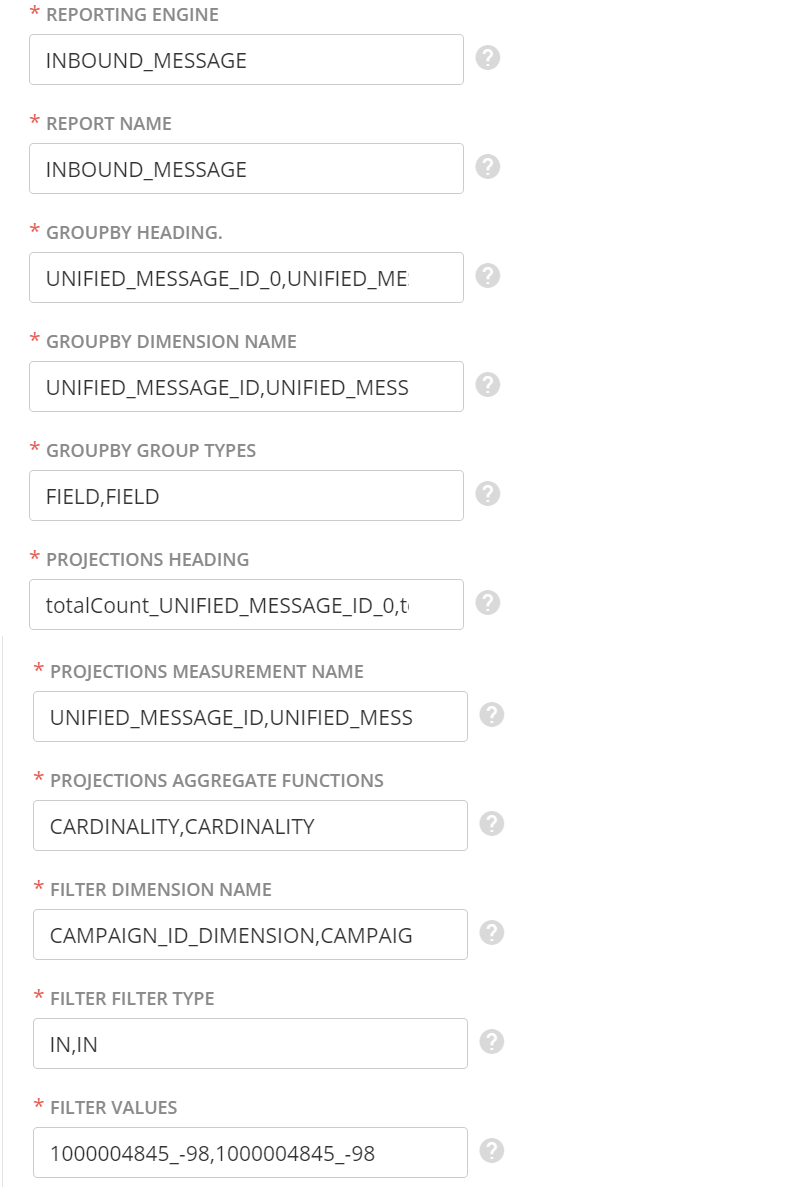 * REPORTING ENGINE
INBOUND_MESSAGE
* REPORT NAME
INBOUND_MESSAGE
* GROUPBY HEADING.
UNIFIED_MESSAGE_ID_0,UNIFIED_ME
* GROUPBY DIMENSION NAME
UNIFIED_MESSAGE_ID,UNIFIED_MESS
* GROUPBY GROUP TYPES
FIELD,FIELD
* PROJECTIONS HEADING
totalCount_UNIFIED_MESSAGE_ID_0,t
* PROJECTIONS MEASUREMENT NAME
UNIFIED_MESSAGE_ID,UNIFIED_MESS
* PROJECTIONS AGGREGATE FUNCTIONS
CARDINALITY,CARDINALITY
* FILTER DIMENSION NAME
CAMPAIGN_ID_DIMENSION,CAMPAIG
* FILTER FILTER TYPE
IN,IN
* FILTER VALUES
1000004845_-98,1000004845_-98